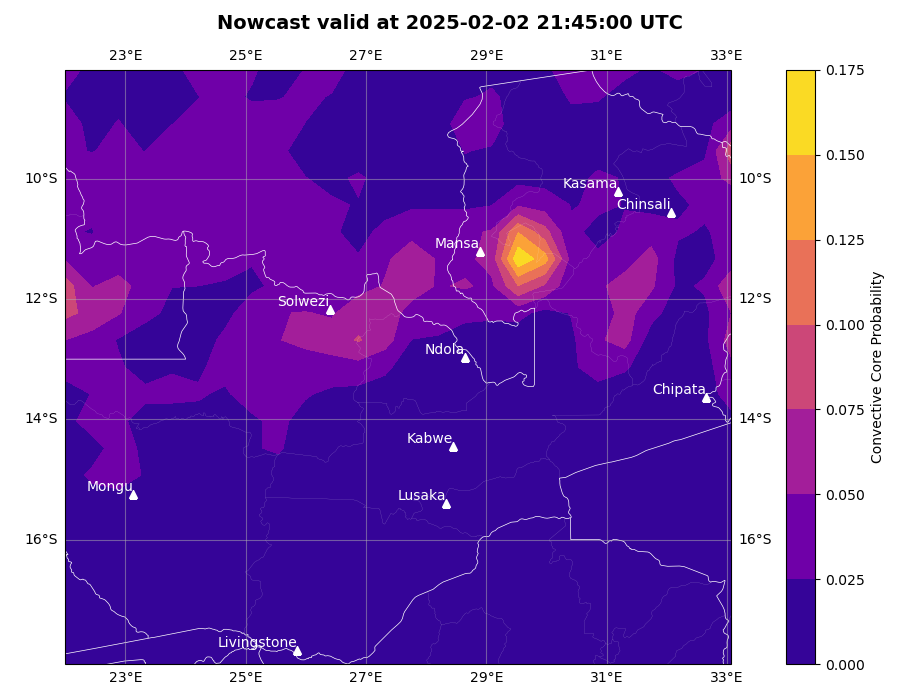 Nowcast valid at 2025-02-02 21:45:00 UTC
23°E 25°E 27°E 29°E 31°E 33°E
0.175
0.150
10°S Kasama 10°S
Chinsali
0.125
Mansa
12°S Solwezi 12°S
0.100
Ndola
Chipata
0.075
14°S 14°S
Kabwe
Mongu Lusaka
0.050
16°S 16°S
0.025
Livingstone
0.000
23°E 25°E 27°E 29°E 31°E 33°E
Convective Core Probability